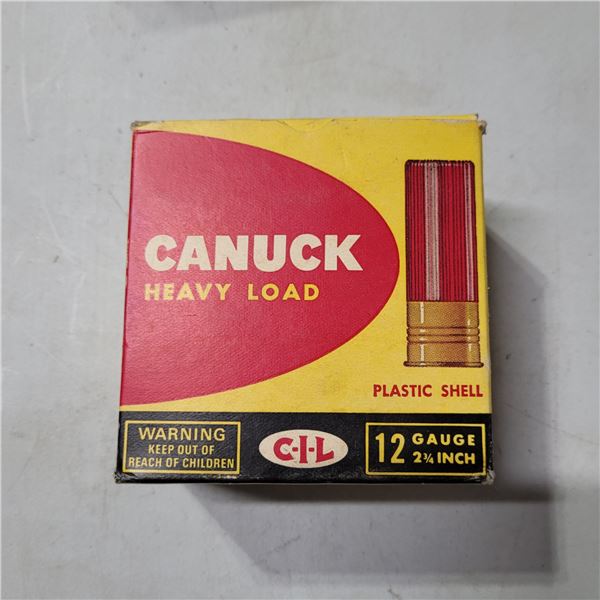 CANUCK
HEAVY LOAD
PLASTIC SHELL
WARNING
KEEP OUT OF
REACH OF CHILDREN
C-I-L
12 GAUGE
2¾ INCH